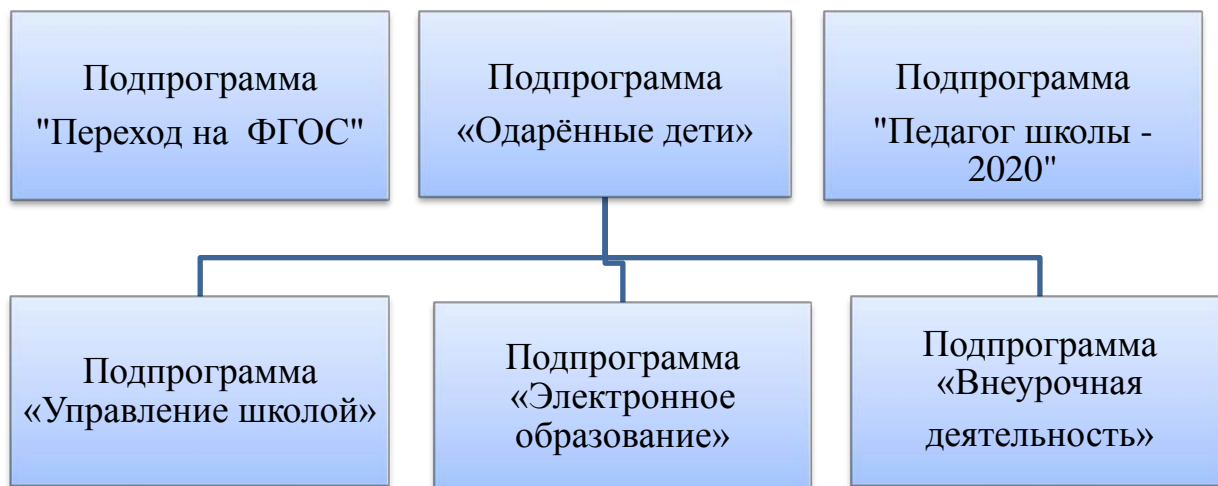 Подпрограмма
"Переход на  ФГОС"
Подпрограмма
«Одарённые дети»
Подпрограмма
"Педагог школы -
2020"
Подпрограмма
«Управление школой»
Подпрограмма
«Электронное
образование»
Подпрограмма
«Внеурочная
деятельность»